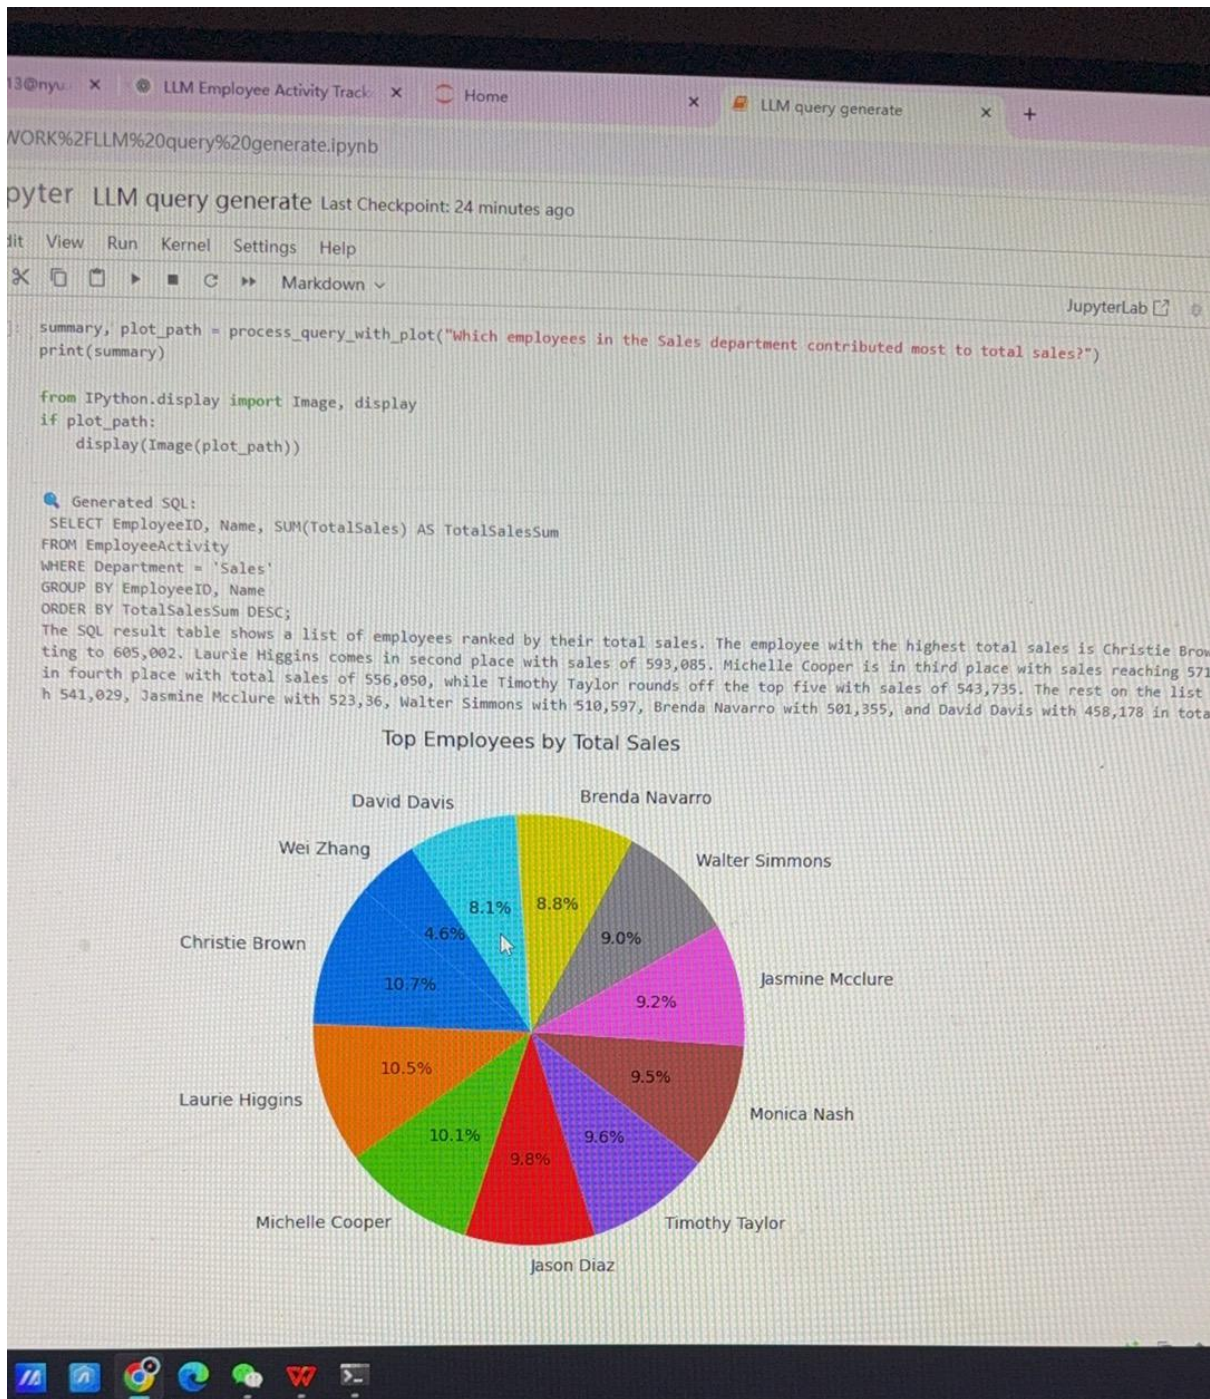 13@nyu
LLM Employee Activity Track
Home
LLM query generate
WORK%2FLLM%20query%20generate.ipynb
pyter LLM query generate Last Checkpoint: 24 minutes ago
dit View Run Kernel Settings Help
Markdown
JupyterLab
summary, plot_path = process_query_with_plot("Which employees in the Sales department contributed most to total sales?")
print(summary)
from IPython.display import Image, display
if plot_path:
display(Image(plot_path))
Generated SQL:
SELECT EmployeeID, Name, SUM(TotalSales) AS TotalSalesSum
FROM EmployeeActivity
WHERE Department = 'Sales'
GROUP BY EmployeeID, Name
ORDER BY TotalSalesSum DESC;
The SQL result table shows a list of employees ranked by their total sales. The employee with the highest total sales is Christie Brow
ting to 605,002. Laurie Higgins comes in second place with sales of 593,085. Michelle Cooper is in third place with sales reaching 571
in fourth place with total sales of 556,050, while Timothy Taylor rounds off the top five with sales of 543,735. The rest on the list
h 541,029, Jasmine Mcclure with 523,36, Walter Simmons with 510,597, Brenda Navarro with 501,355, and David Davis with 458,178 in tota
Top Employees by Total Sales
David Davis
Brenda Navarro
Wei Zhang
Walter Simmons
8.1%
8.8%
4.6%
9.0%
Christie Brown
Jasmine Mcclure
10.7%
9.2%
10.5%
9.5%
Laurie Higgins
Monica Nash
10.1%
9.6%
9.8%
Michelle Cooper
Timothy Taylor
Jason Diaz